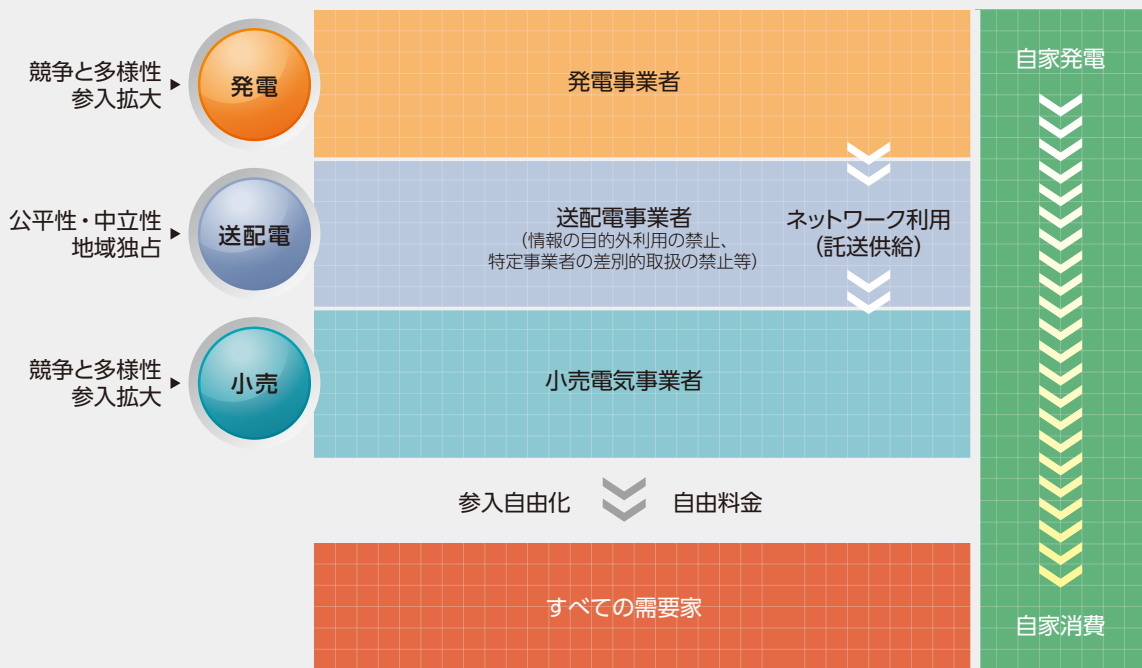 競争と多様性
参入拡大
発電
発電事業者
自家発電
公平性・中立性
地域独占
送配電
送配電事業者
(情報の目的外利用の禁止、
特定事業者の差別的取扱の禁止等)
ネットワーク利用
(託送供給)
競争と多様性
参入拡大
小売
小売電気事業者
参入自由化
自由料金
すべての需要家
自家消費